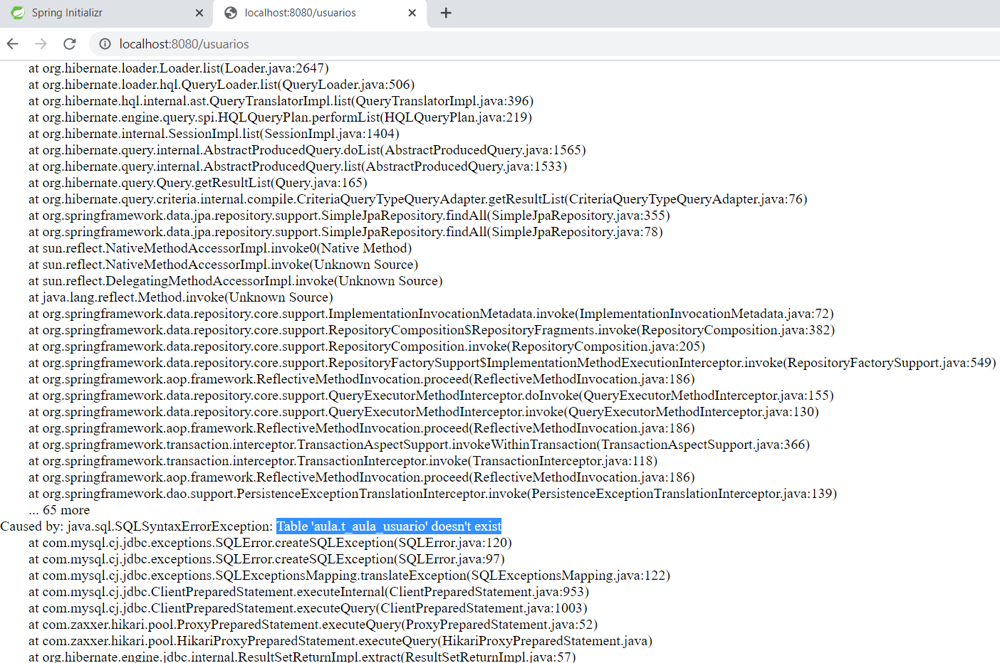 Spring Initializr
localhost:8080/usuarios
localhost:8080/usuarios
at org.hibernate.loader.Loader.list(Loader.java:2647)
at org.hibernate.loader.hql.QueryLoader.list(QueryLoader.java:506)
at org.hibernate.hql.internal.ast.QueryTranslatorImpl.list(QueryTranslatorImpl.java:396)
at org.hibernate.engine.query.spi.HQLQueryPlan.performList(HQLQueryPlan.java:219)
at org.hibernate.internal.SessionImpl.list(SessionImpl.java:1404)
at org.hibernate.query.internal.AbstractProducedQuery.doList(AbstractProducedQuery.java:1565)
at org.hibernate.query.internal.AbstractProducedQuery.list(AbstractProducedQuery.java:1533)
at org.hibernate.query.Query.getResultList(Query.java:165)
at org.hibernate.query.criteria.internal.compile.CriteriaQueryTypeQueryAdapter.getResultList(CriteriaQueryTypeQueryAdapter.java:76)
at org.springframework.data.jpa.repository.support.SimpleJpaRepository.findAll(SimpleJpaRepository.java:355)
at org.springframework.data.jpa.repository.support.SimpleJpaRepository.findAll(SimpleJpaRepository.java:78)
at sun.reflect.NativeMethodAccessorImpl.invoke0(Native Method)
at sun.reflect.NativeMethodAccessorImpl.invoke(Unknown Source)
at sun.reflect.DelegatingMethodAccessorImpl.invoke(Unknown Source)
at java.lang.reflect.Method.invoke(Unknown Source)
at org.springframework.data.repository.core.support.ImplementationInvocationMetadata.invoke(ImplementationInvocationMetadata.java:72)
at org.springframework.data.repository.core.support.RepositoryComposition$RepositoryFragments.invoke(RepositoryComposition.java:382)
at org.springframework.data.repository.core.support.RepositoryComposition.invoke(RepositoryComposition.java:205)
at org.springframework.data.repository.core.support.RepositoryFactorySupport$ImplementationMethodExecutionInterceptor.invoke(RepositoryFactorySupport.java:549)
at org.springframework.aop.framework.ReflectiveMethodInvocation.proceed(ReflectiveMethodInvocation.java:186)
at org.springframework.data.repository.core.support.QueryExecutorMethodInterceptor.doInvoke(QueryExecutorMethodInterceptor.java:155)
at org.springframework.data.repository.core.support.QueryExecutorMethodInterceptor.invoke(QueryExecutorMethodInterceptor.java:130)
at org.springframework.aop.framework.ReflectiveMethodInvocation.proceed(ReflectiveMethodInvocation.java:186)
at org.springframework.transaction.interceptor.TransactionAspectSupport.invokeWithinTransaction(TransactionAspectSupport.java:366)
at org.springframework.transaction.interceptor.TransactionInterceptor.invoke(TransactionInterceptor.java:118)
at org.springframework.aop.framework.ReflectiveMethodInvocation.proceed(ReflectiveMethodInvocation.java:186)
at org.springframework.dao.support.PersistenceExceptionTranslationInterceptor.invoke(PersistenceExceptionTranslationInterceptor.java:139)
... 65 more
Caused by: java.sql.SQLSyntaxErrorException: Table 'aula.t_aula_usuario' doesn't exist
at com.mysql.cj.jdbc.exceptions.SQLError.createSQLException(SQLError.java:120)
at com.mysql.cj.jdbc.exceptions.SQLError.createSQLException(SQLError.java:97)
at com.mysql.cj.jdbc.exceptions.SQLExceptionsMapping.translateException(SQLExceptionsMapping.java:122)
at com.mysql.cj.jdbc.ClientPreparedStatement.executeInternal(ClientPreparedStatement.java:953)
at com.mysql.cj.jdbc.ClientPreparedStatement.executeQuery(ClientPreparedStatement.java:1003)
at com.zaxxer.hikari.pool.ProxyPreparedStatement.executeQuery(ProxyPreparedStatement.java:52)
at com.zaxxer.hikari.pool.HikariProxyPreparedStatement.executeQuery(HikariProxyPreparedStatement.java)
at org.hibernate.engine.jdbc.internal.ResultSetReturnImpl.extract(ResultSetReturnImpl.java:57)